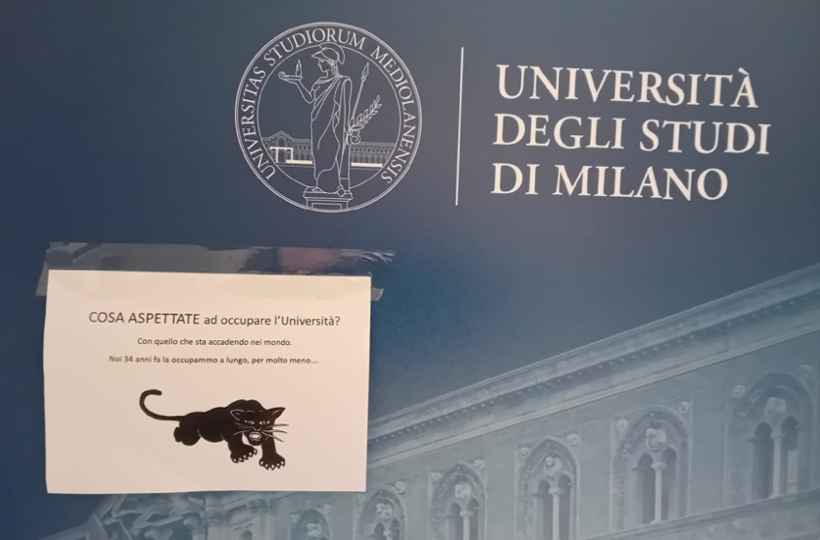 UNIVERSITAS STUDIORUM MEDIOLANENSIS
UNIVERSITÀ
DEGLI STUDI
DI MILANO
COSA ASPETTATE ad occupare l'Università?
Con quello che sta accadendo nel mondo.
Noi 34 anni fa la occupammo a lungo, per molto meno....